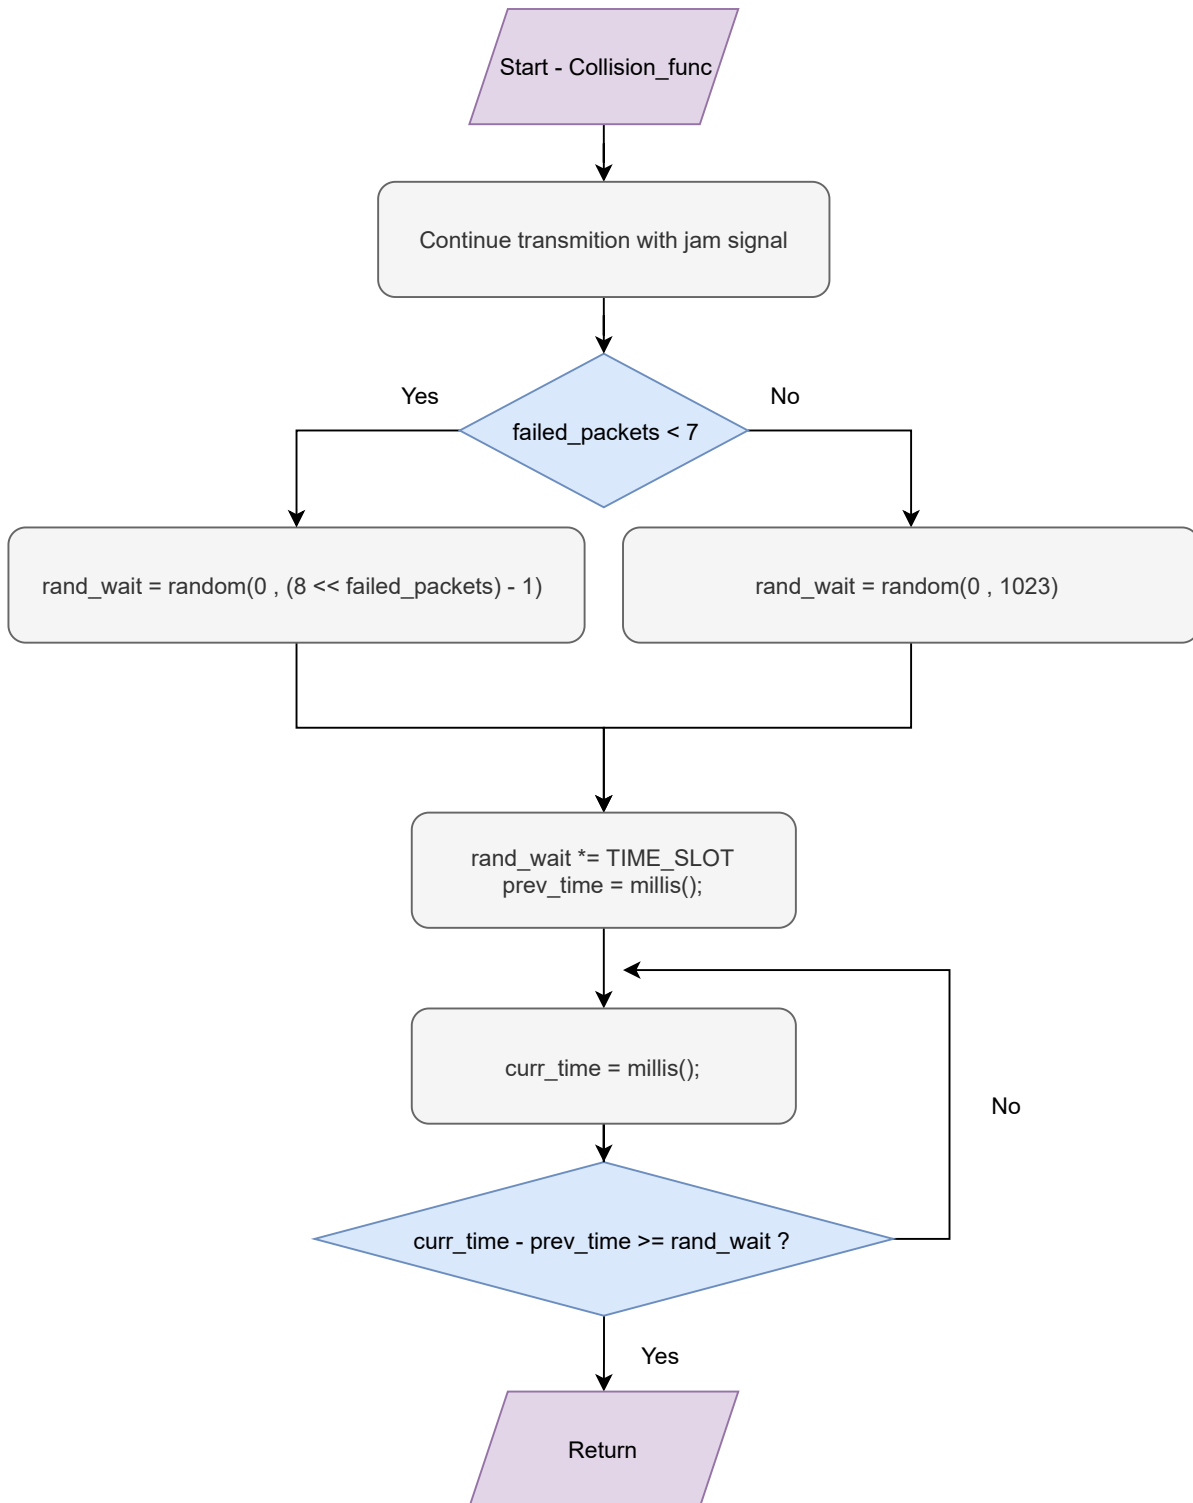 Start - Collision_func
Continue transmition with jam signal
Yes
No
failed_packets < 7
rand_wait = random(0 , (8 << failed_packets) - 1)
rand_wait = random(0 , 1023)
rand_wait *= TIME_SLOT
prev_time = millis();
curr_time = millis();
No
curr_time - prev_time >= rand_wait ?
Yes
Return